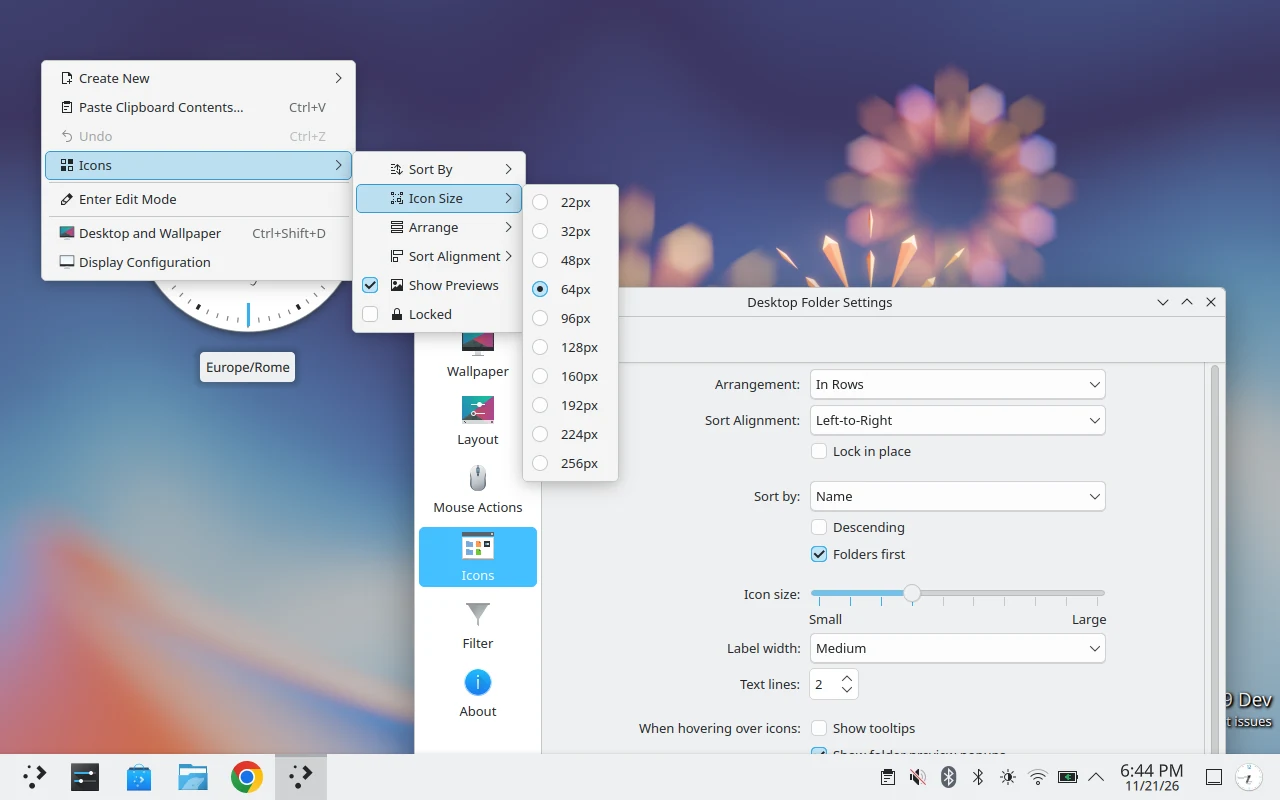 Create New
Paste Clipboard Contents... Ctrl+V
Undo Ctrl+Z
Icons
Enter Edit Mode
Desktop and Wallpaper Ctrl+Shift+D
Display Configuration
Sort By
Icon Size
Arrange
Sort Alignment
Show Previews
Locked
22px
32px
48px
64px
96px
128px
160px
192px
224px
256px
Europe/Rome
Desktop Folder Settings
Wallpaper
Layout
Mouse Actions
Icons
Filter
About
Arrangement: In Rows
Sort Alignment: Left-to-Right
Lock in place
Sort by: Name
Descending
Folders first
Icon size:
Small Large
Label width: Medium
Text lines: 2
When hovering over icons: Show tooltips
Show folder preview popups
Dev
issues
6:44 PM
11/21/26